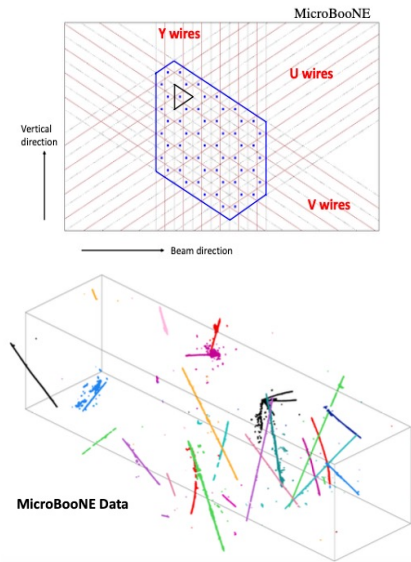 MicroBooNE
Y wires
U wires
Vertical
direction
V wires
Beam direction
MicroBooNE Data